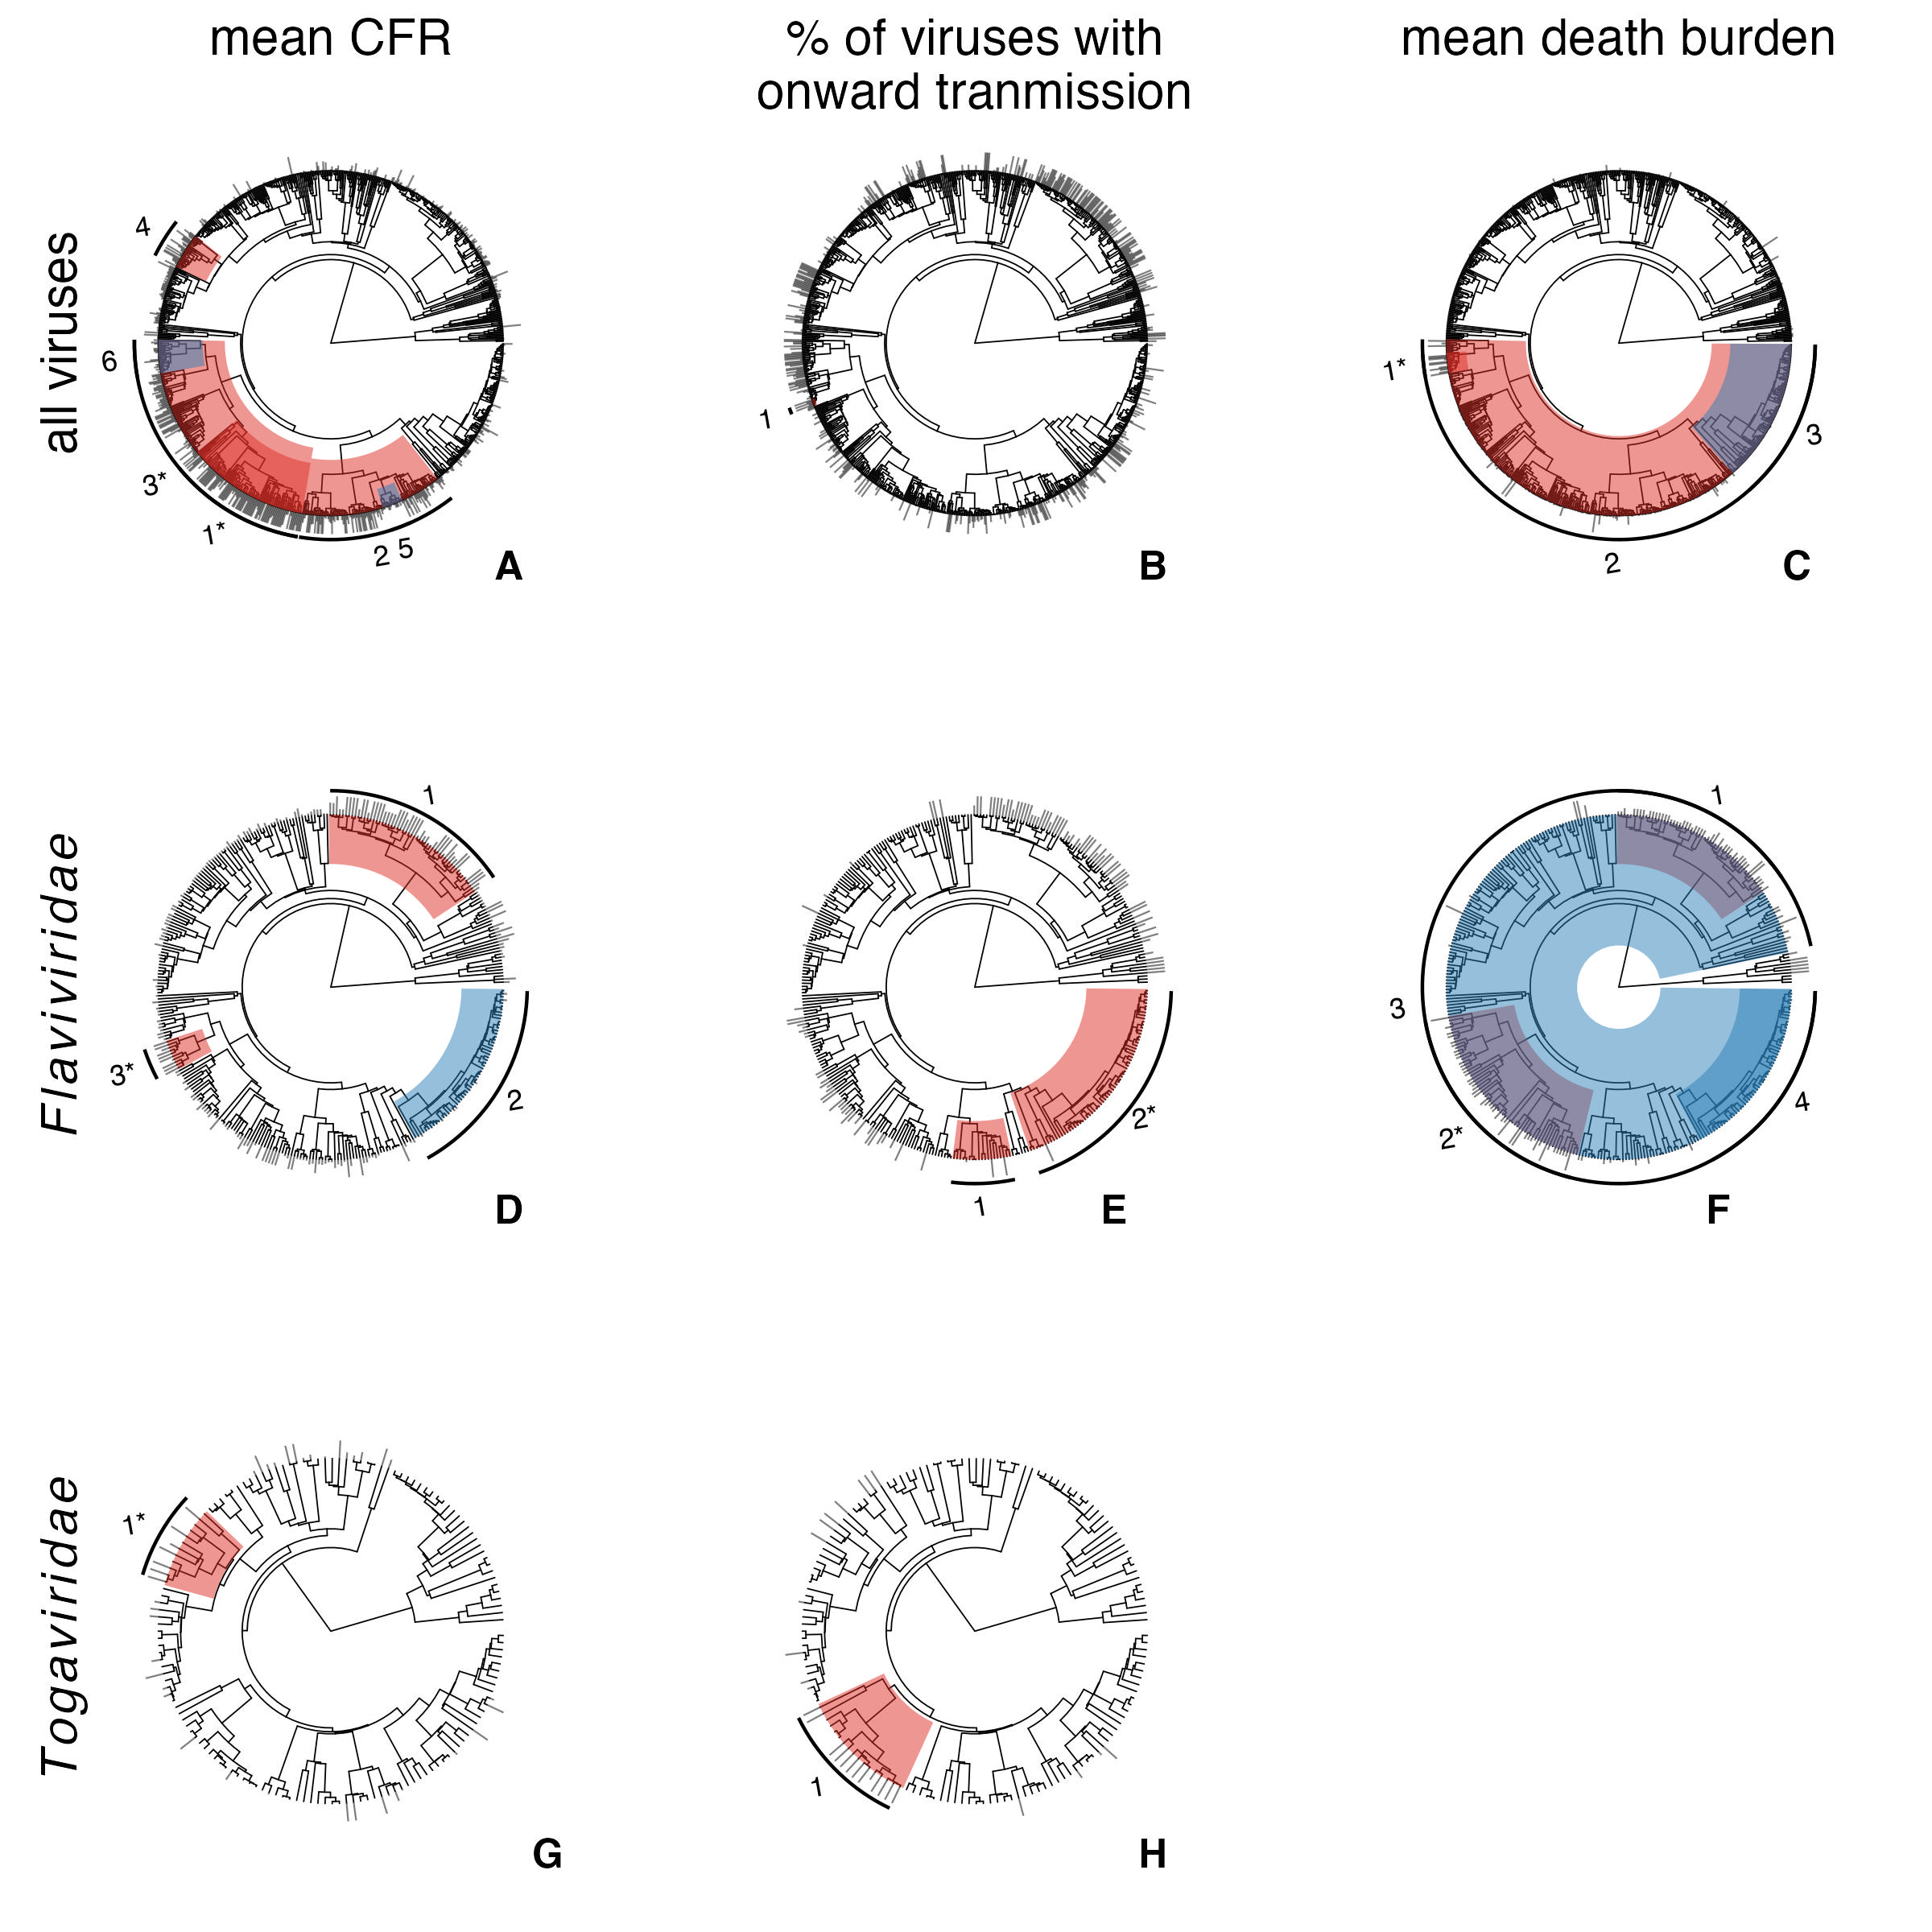 mean CFR
% of viruses with
onward tranmission
mean death burden
all viruses
4
6
3*
1*
2 5
A
1
B
1*
3
2
C
Flaviviridae
1
3*
2
D
2*
1
E
1
3
2*
4
F
Togaviridae
1*
G
1
H